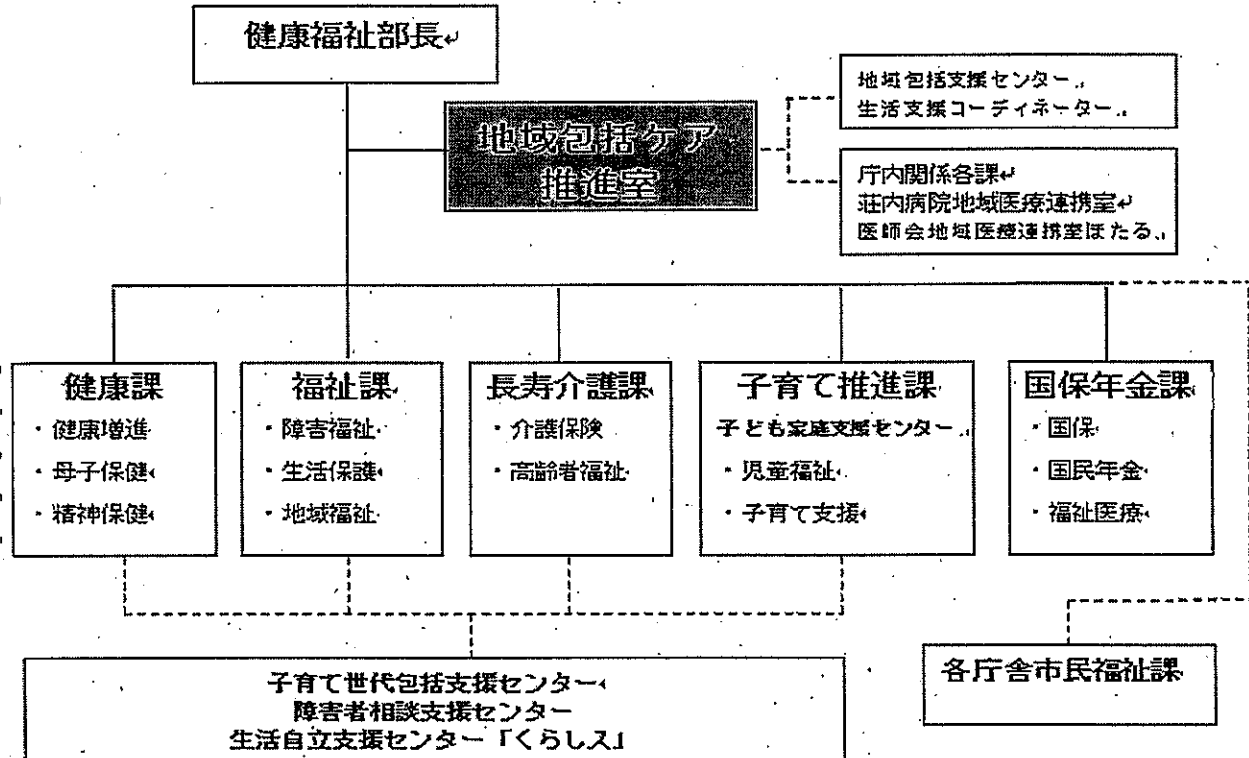 健康福祉部長
地域包括ケア
推進室
地域包括支援センター
生活支援コーディネーター
庁内関係各課
荘内病院地域医療連携室
医師会地域医療連携室ほたる
健康課
・健康増進
・母子保健
・精神保健
福祉課
・障害福祉
・生活保護
・地域福祉
長寿介護課
・介護保険
・高齢者福祉
子育て推進課
子ども家庭支援センター
・児童福祉
・子育て支援
国保年金課
・国保
・国民年金
・福祉医療
子育て世代包括支援センター
障害者相談支援センター
生活自立支援センター「くらしス」
各庁舎市民福祉課